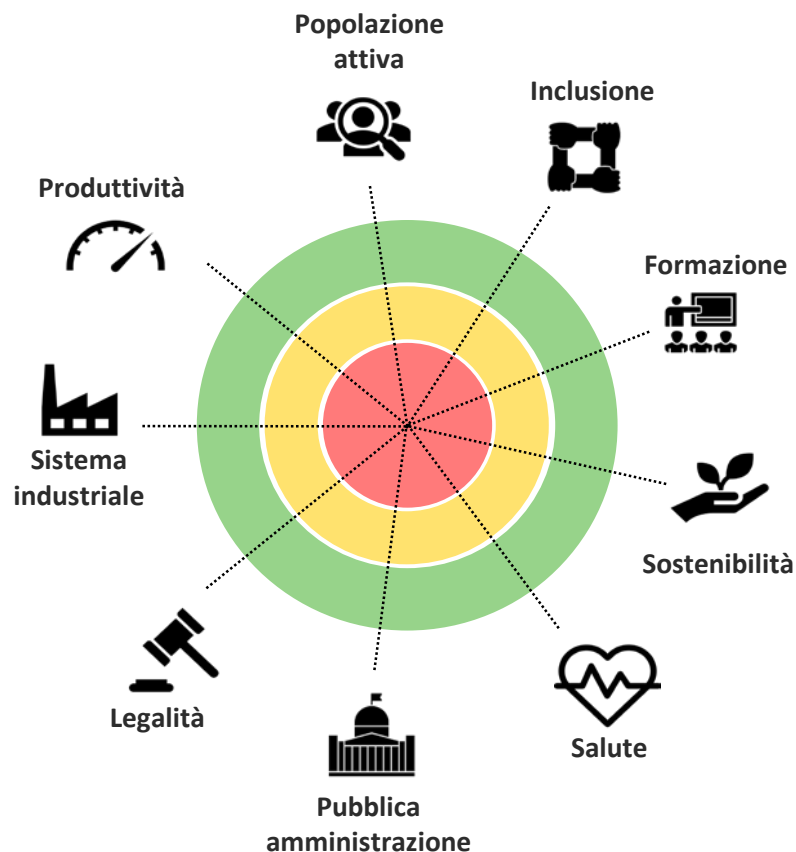 Popolazione
attiva
Inclusione
Produttività
Formazione
Sistema
industriale
Sostenibilità
Legalità
Salute
Pubblica
amministrazione